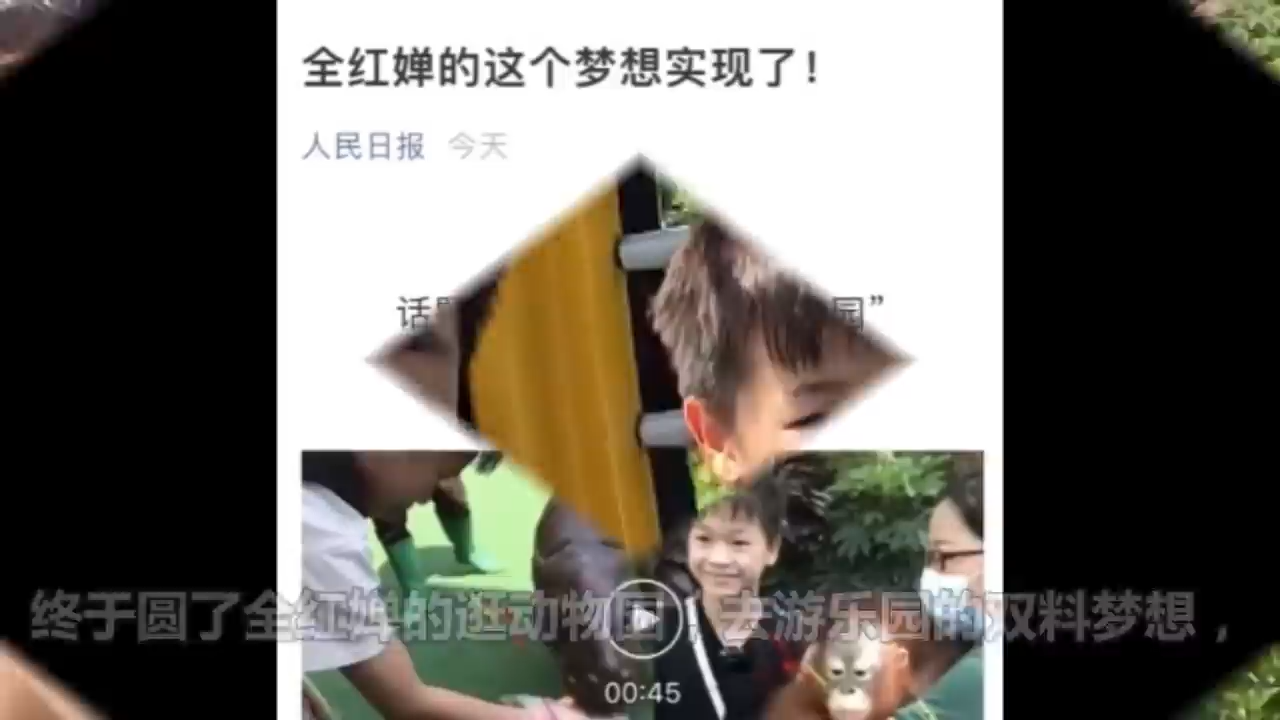 全红婵的这个梦想实现了！
人民日报 今天
话 园”
00:45
终于圆了全红婵的逛动物园，去游乐园的双料梦想，